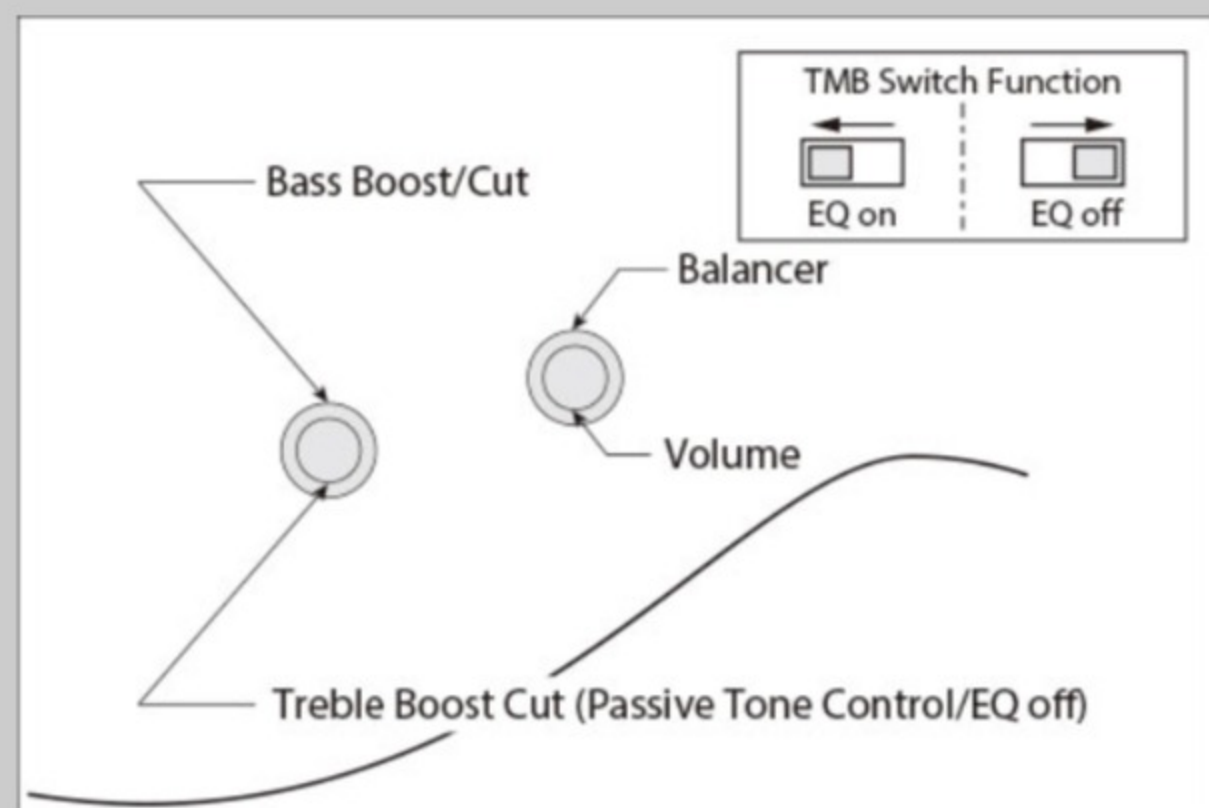 TMB Switch Function
EQ on
EQ off
Bass Boost/Cut
Balancer
Volume
Treble Boost Cut (Passive Tone Control/EQ off)